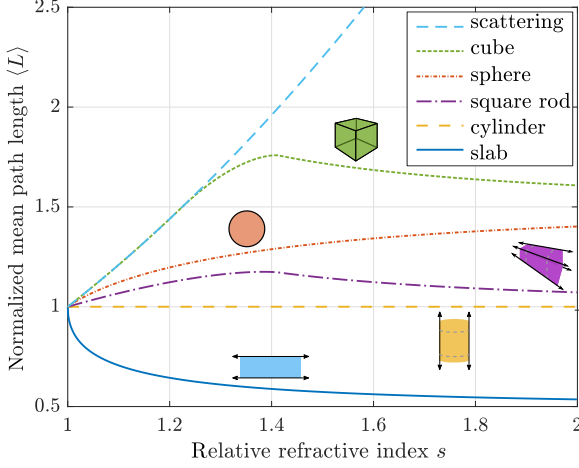 2.5
2
1.5
1
0.5
Normalized mean path length ⟨L⟩
scattering
cube
sphere
square rod
cylinder
slab
1 1.2 1.4 1.6 1.8 2
Relative refractive index s